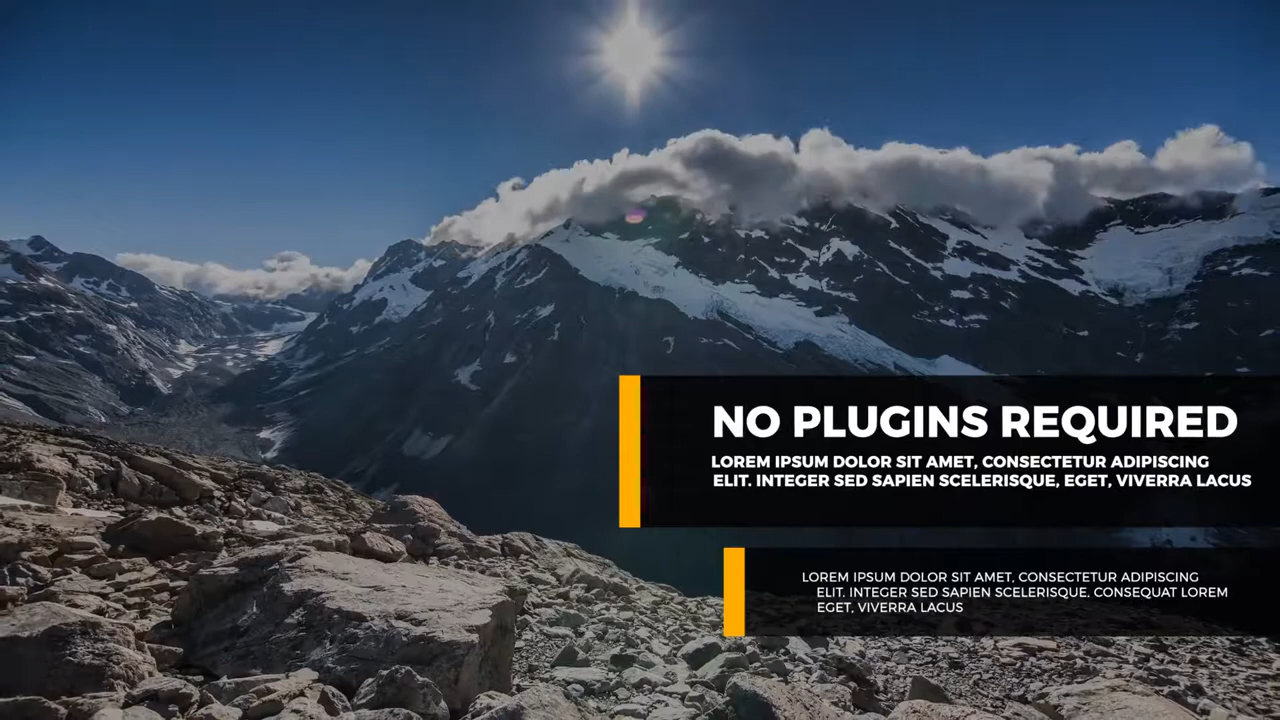 NO PLUGINS REQUIRED
LOREM IPSUM DOLOR SIT AMET, CONSECTETUR ADIPISCING
ELIT. INTEGER SED SAPIEN SCELERISQUE, EGET, VIVERRA LACUS
LOREM IPSUM DOLOR SIT AMET, CONSECTETUR ADIPISCING
ELIT. INTEGER SED SAPIEN SCELERISQUE. CONSEQUAT LOREM
EGET, VIVERRA LACUS